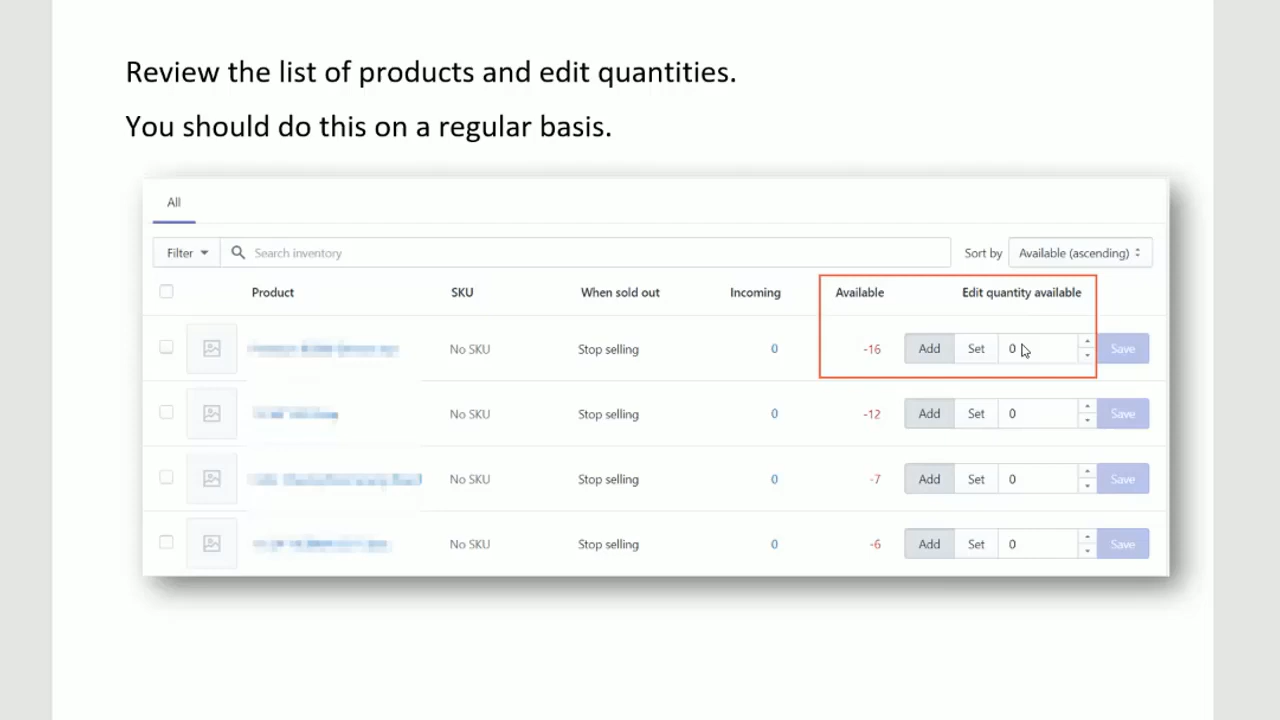 Review the list of products and edit quantities.
You should do this on a regular basis.
All
Filter Search inventory Sort by Available (ascending)
Product SKU When sold out Incoming Available Edit quantity available
No SKU Stop selling 0 -16 Add Set 0 Save
No SKU Stop selling 0 -12 Add Set 0 Save
No SKU Stop selling 0 -7 Add Set 0 Save
No SKU Stop selling 0 -6 Add Set 0 Save